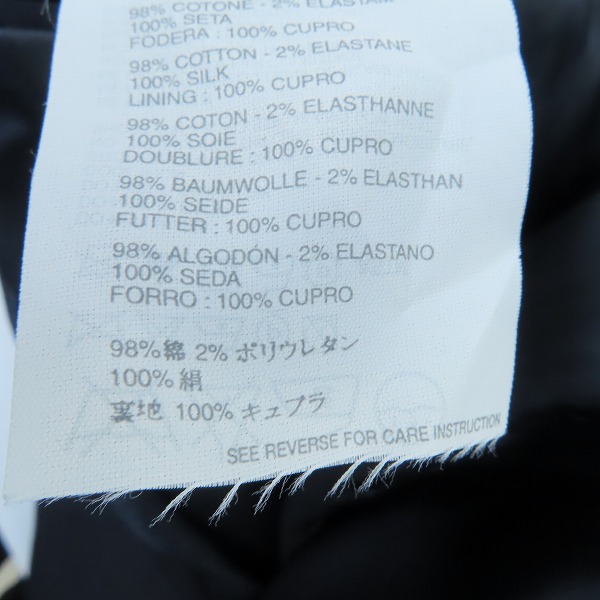 98% COTONE - 2% ELASTAM
100% SETA
FODERA : 100% CUPRO
98% COTTON - 2% ELASTANE
100% SILK
LINING : 100% CUPRO
98% COTON - 2% ELASTHANNE
100% SOIE
DOUBLURE : 100% CUPRO
98% BAUMWOLLE - 2% ELASTHAN
100% SEIDE
FUTTER : 100% CUPRO
98% ALGODÓN - 2% ELASTANO
100% SEDA
FORRO : 100% CUPRO
98%綿 2% ポリウレタン
100%絹
裏地 100% キュプラ
SEE REVERSE FOR CARE INSTRUCTION